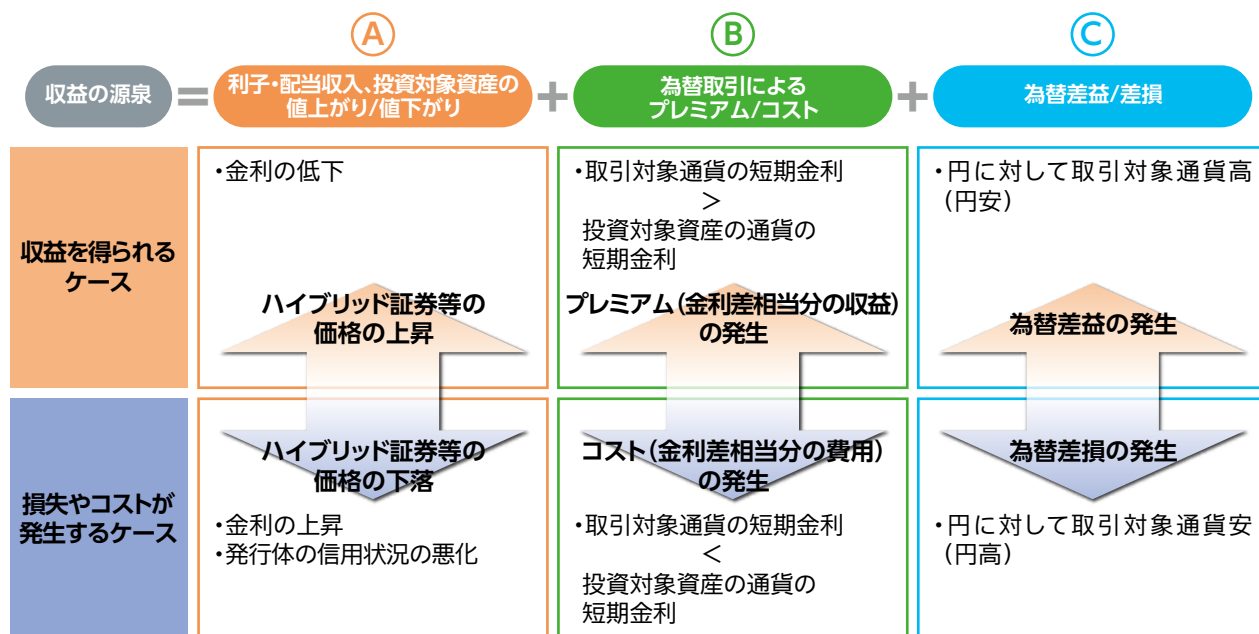 A
B
C
収益の源泉
=
利子・配当収入、投資対象資産の
値上がり/値下がり
+
為替取引による
プレミアム/コスト
+
為替差益/差損
収益を得られる
ケース
・金利の低下
ハイブリッド証券等の
価格の上昇
・取引対象通貨の短期金利
>
投資対象資産の通貨の
短期金利
プレミアム(金利差相当分の収益)
の発生
・円に対して取引対象通貨高
(円安)
為替差益の発生
損失やコストが
発生するケース
ハイブリッド証券等の
価格の下落
・金利の上昇
・発行体の信用状況の悪化
コスト(金利差相当分の費用)
の発生
・取引対象通貨の短期金利
<
投資対象資産の通貨の
短期金利
為替差損の発生
・円に対して取引対象通貨安
(円高)